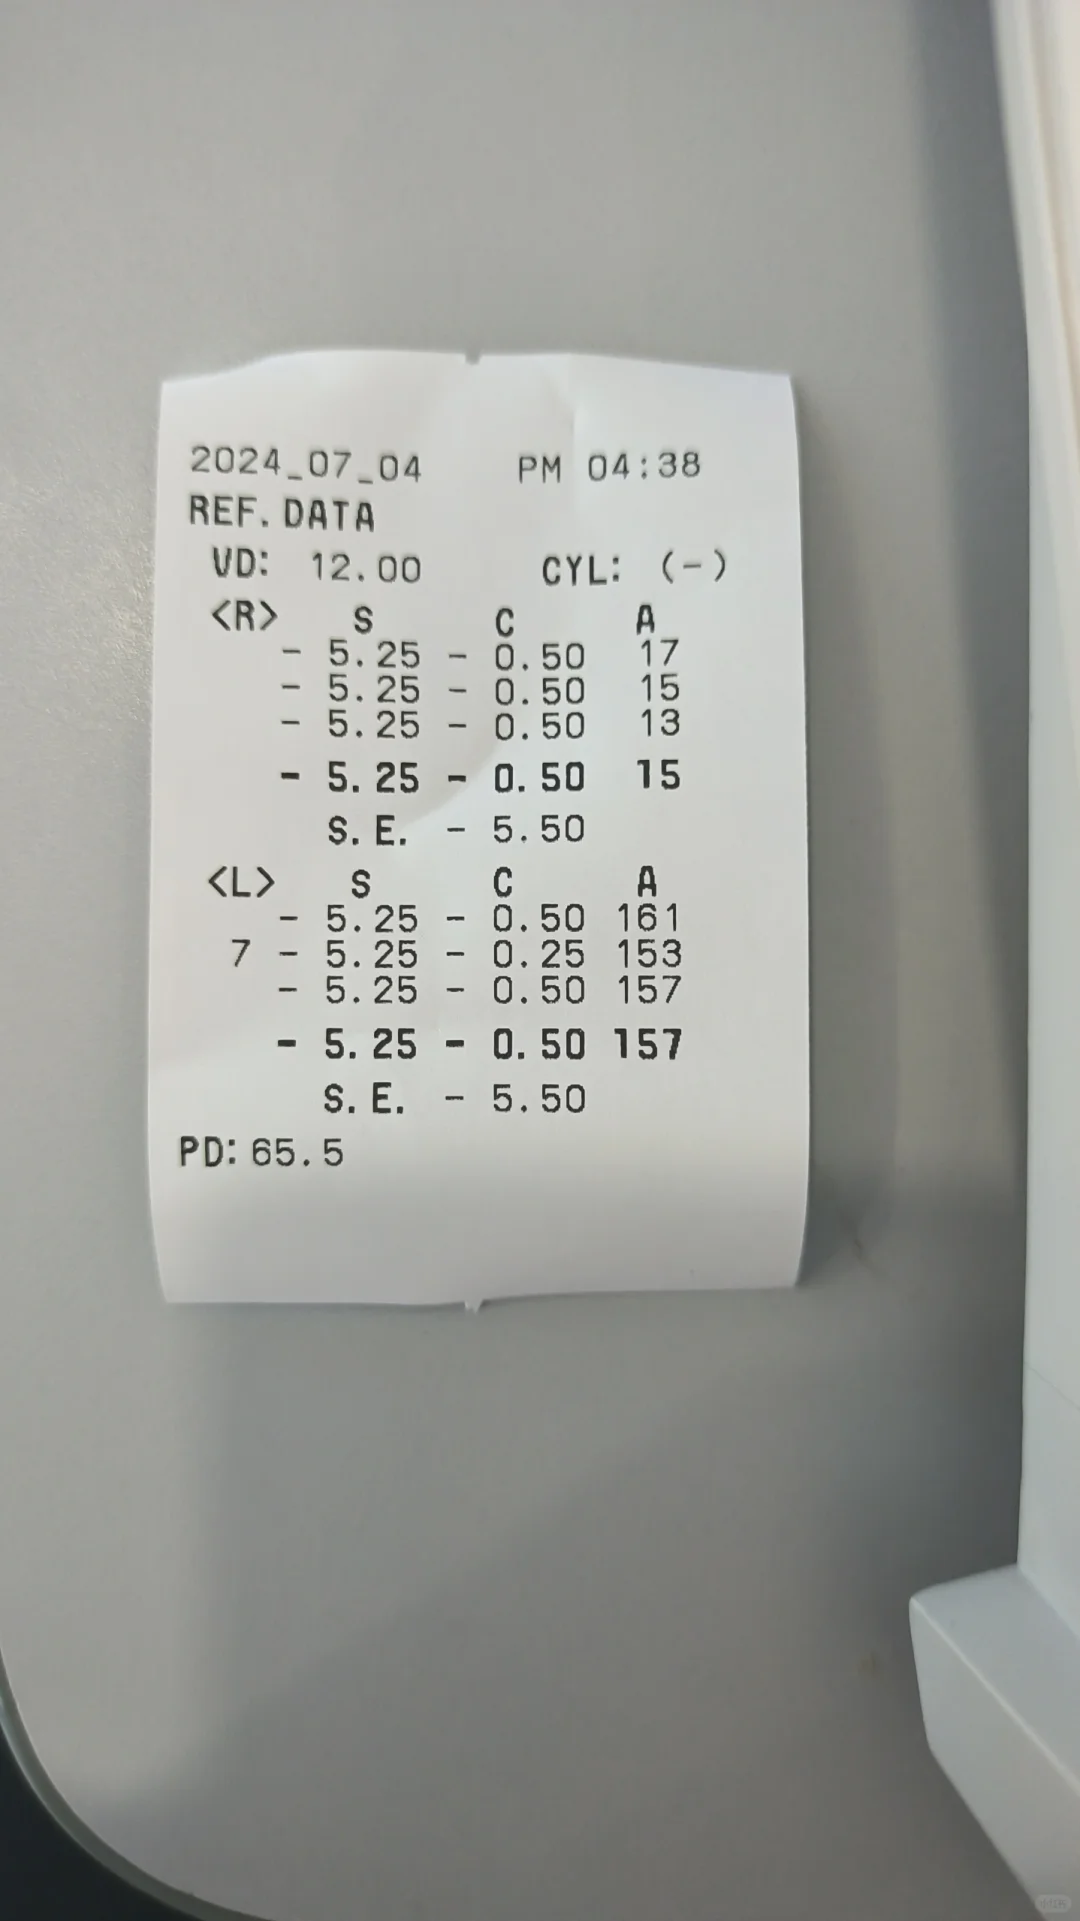 2024_07_04 PM 04:38
REF. DATA
VD: 12.00 CYL: (-)
<R> S C A
- 5.25 - 0.50 17
- 5.25 - 0.50 15
- 5.25 - 0.50 13
- 5.25 - 0.50 15
S.E. - 5.50
<L> S C A
- 5.25 - 0.50 161
7 - 5.25 - 0.25 153
- 5.25 - 0.50 157
- 5.25 - 0.50 157
S.E. - 5.50
PD: 65.5